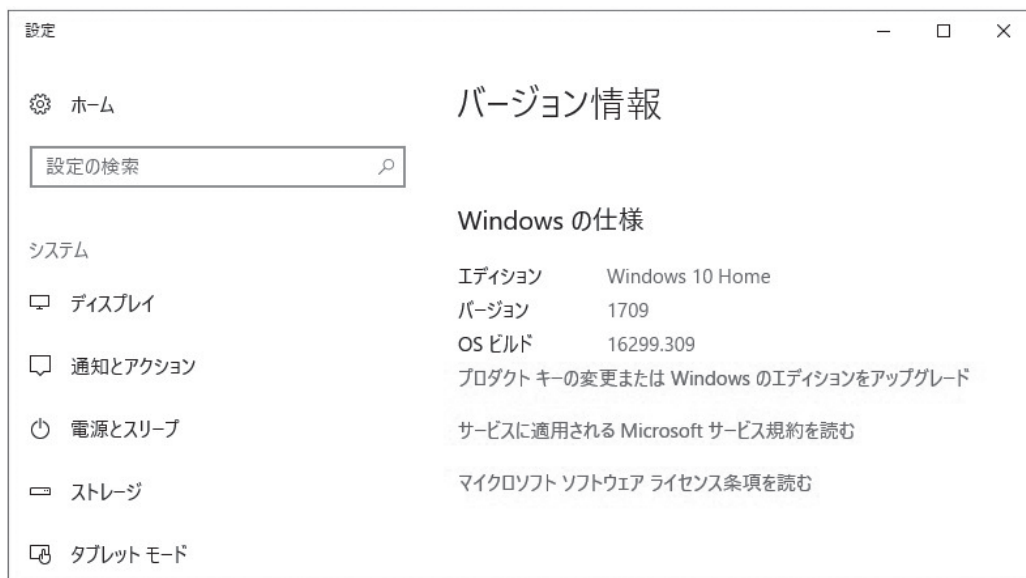 設定
ホーム
設定の検索
システム
ディスプレイ
通知とアクション
電源とスリープ
ストレージ
タブレット モード
バージョン情報
Windows の仕様
エディション Windows 10 Home
バージョン 1709
OS ビルド 16299.309
プロダクト キーの変更または Windows のエディションをアップグレード
サービスに適用される Microsoft サービス規約を読む
マイクロソフト ソフトウェア ライセンス条項を読む